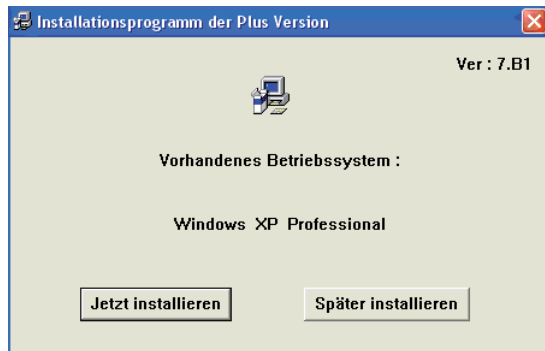 Installationsprogramm der Plus Version
Ver : 7.B1
Vorhandenes Betriebssystem :
Windows XP Professional
Jetzt installieren
Später installieren